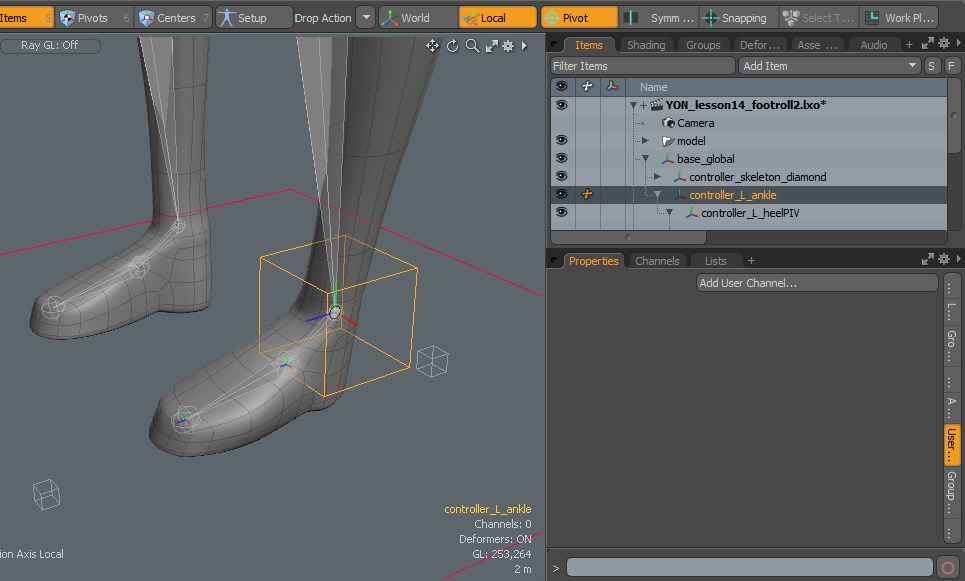 Items 5 Pivots 6 Centers 7 Setup Drop Action World Local Pivot Symm ... Snapping Select T ... Work Pl...
Ray GL: Off
Items Shading Groups Defor... Asse ... Audio +
Filter Items Add Item S F
Name
YON_lesson14_footroll2.lxo*
Camera
model
base_global
controller_skeleton_diamond
controller_L_ankle
controller_L_heelPIV
Properties Channels Lists +
Add User Channel...
L...
Gro...
A...
User...
Group...
controller_L_ankle
Channels: 0
Deformers: ON
GL: 253,264
2 m
ion Axis Local
>